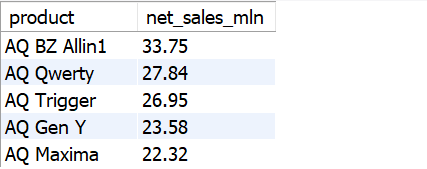 product net_sales_mln
AQ BZ Allin1 33.75
AQ Qwerty 27.84
AQ Trigger 26.95
AQ Gen Y 23.58
AQ Maxima 22.32